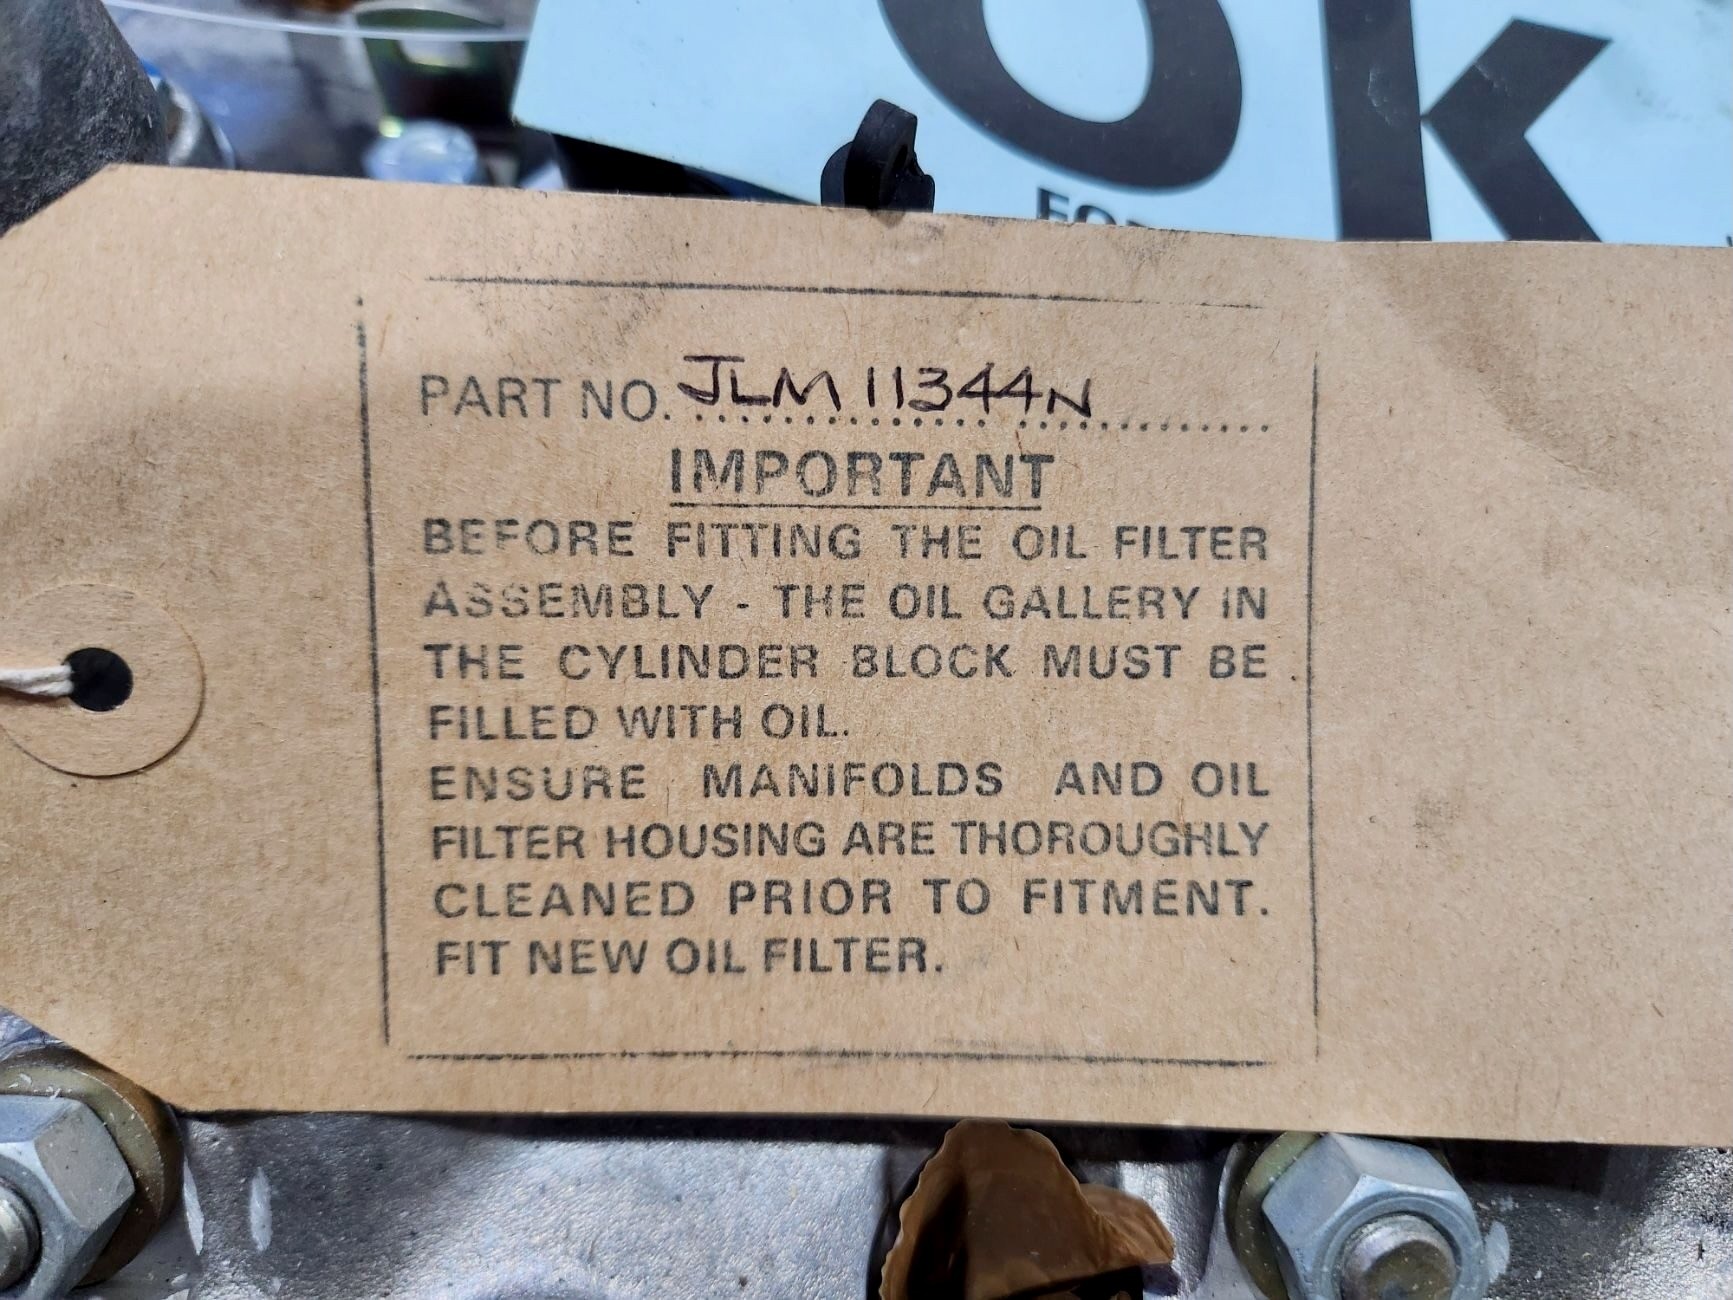 ok
PART NO. JLM 11344N
IMPORTANT
BEFORE FITTING THE OIL FILTER
ASSEMBLY - THE OIL GALLERY IN
THE CYLINDER BLOCK MUST BE
FILLED WITH OIL.
ENSURE MANIFOLDS AND OIL
FILTER HOUSING ARE THOROUGHLY
CLEANED PRIOR TO FITMENT.
FIT NEW OIL FILTER.